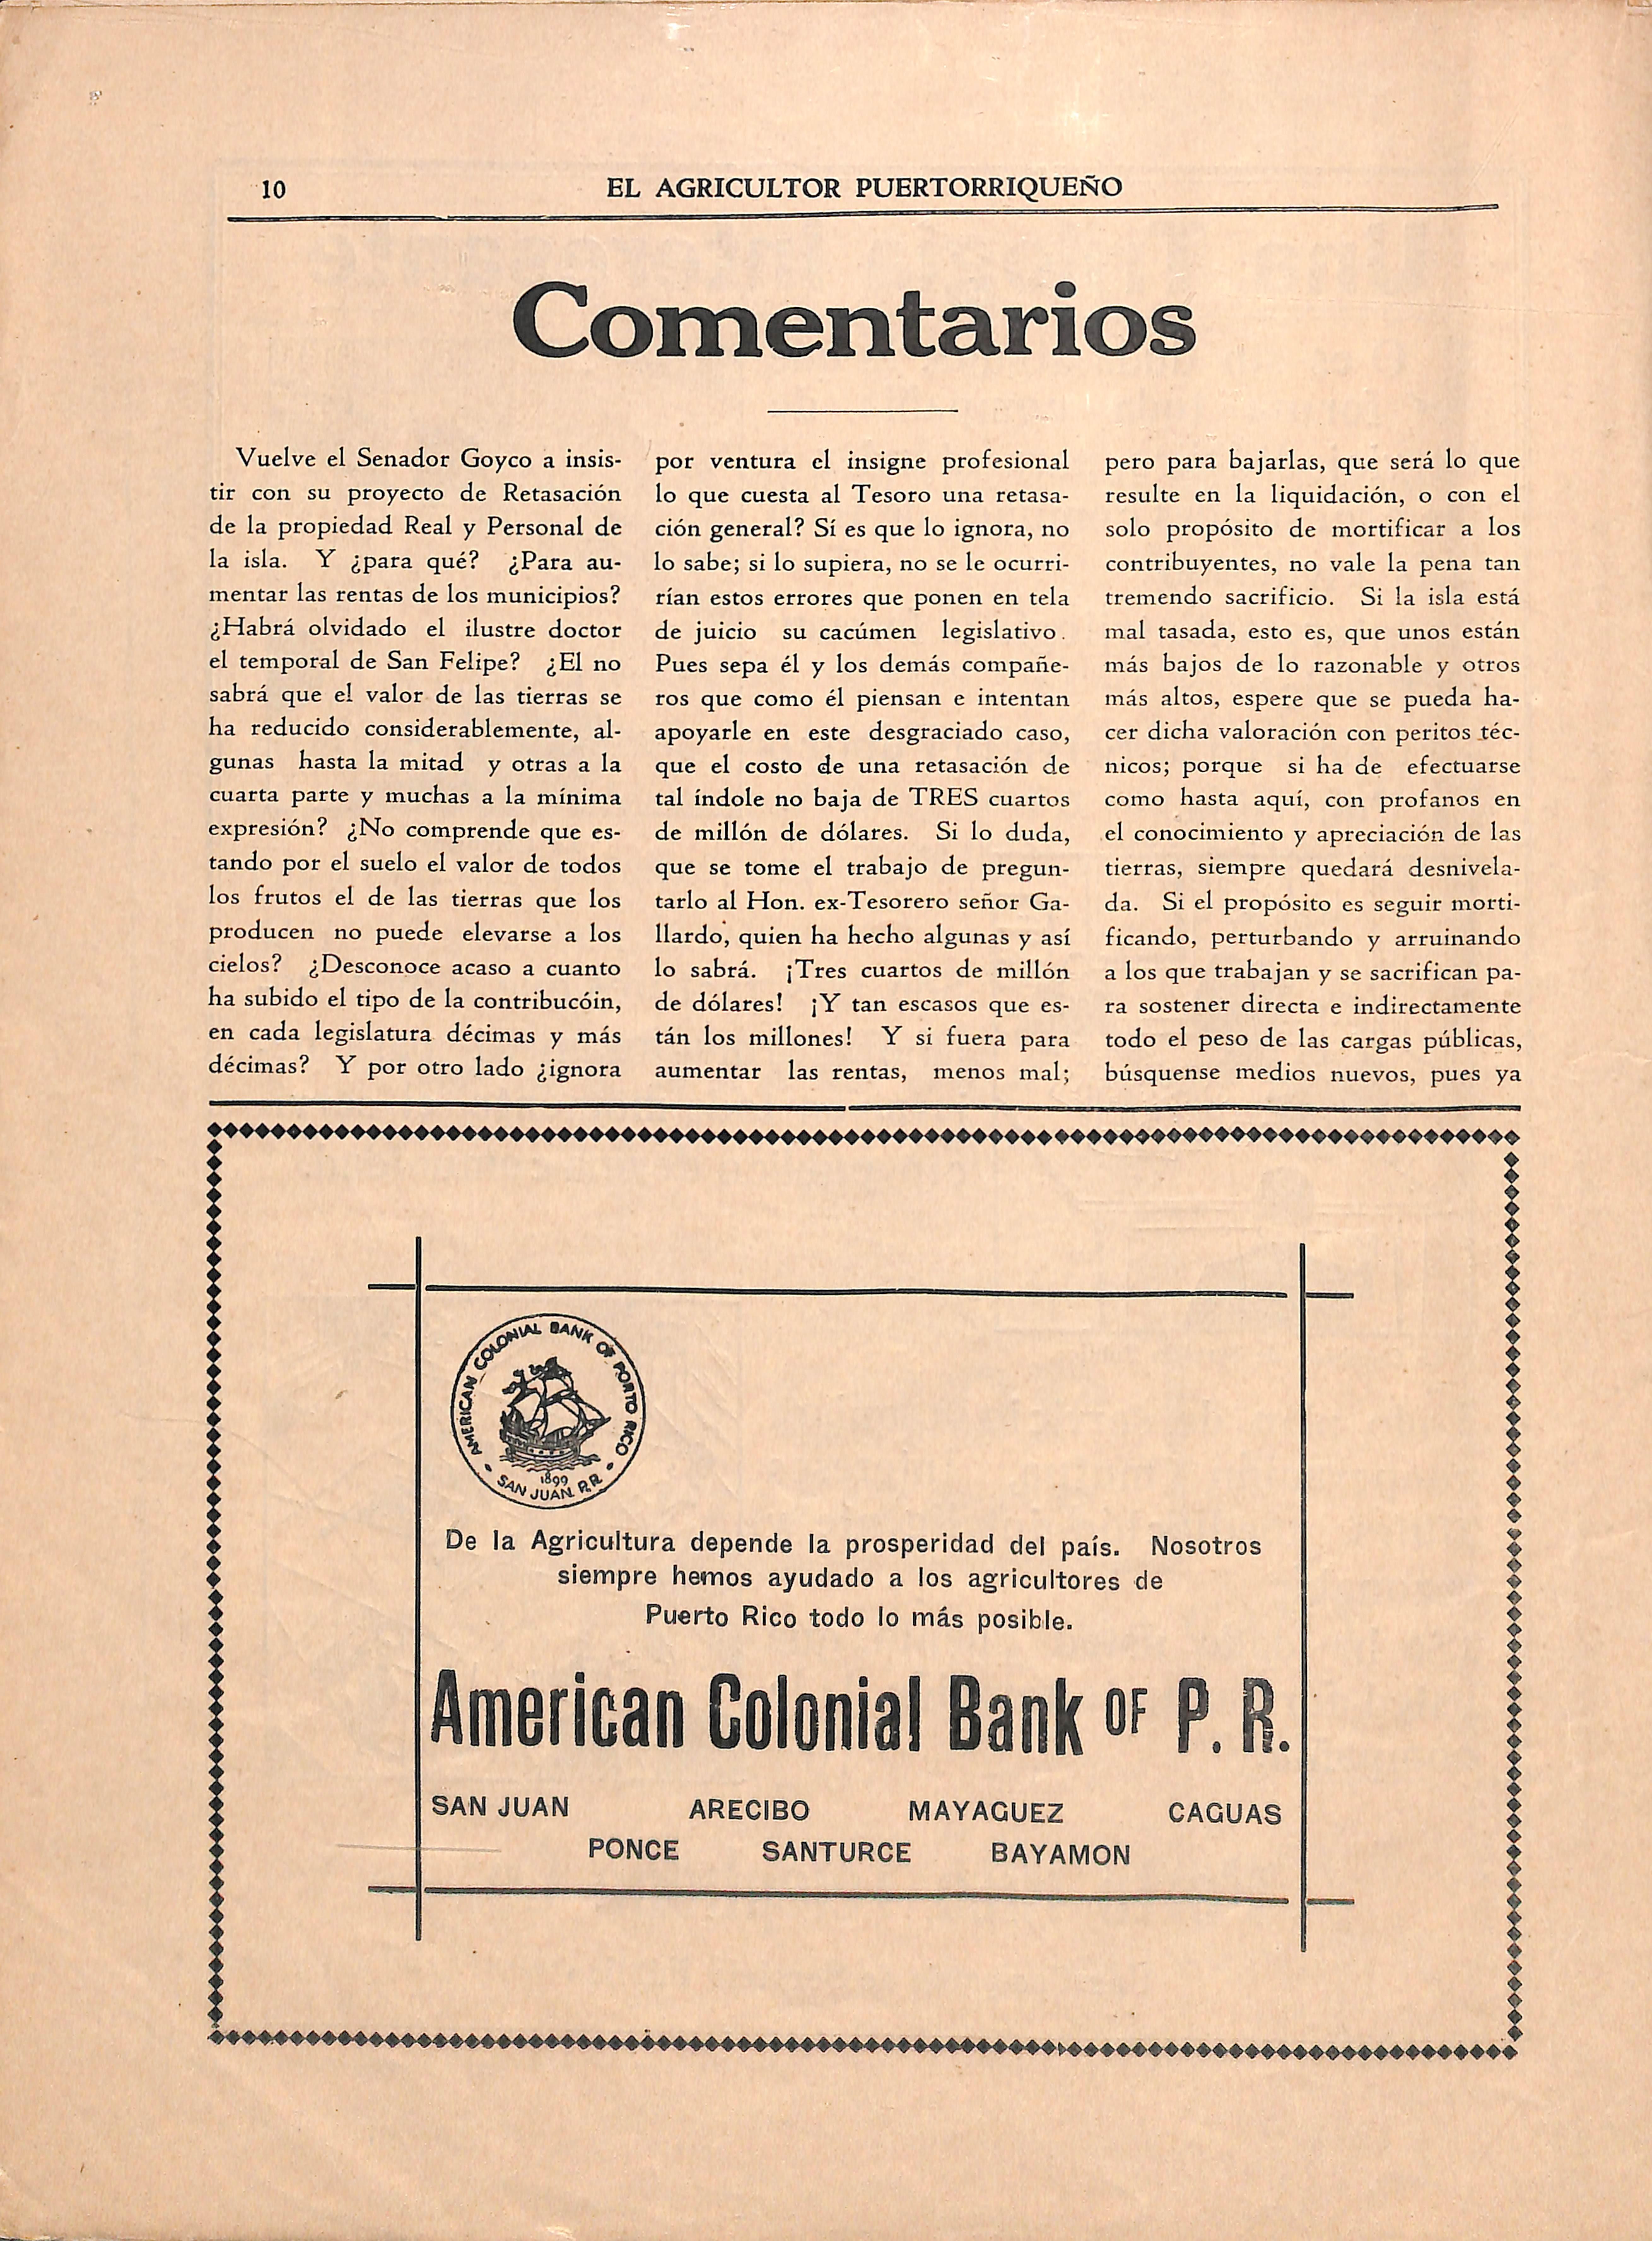 10
EL AGRICULTOR PUERTORRIQUEÑO
Comentarios
Vuelve el Senador Goyco a insis-
tir con su proyecto de Retasación
de la propiedad Real y Personal de
la isla. Y ¿para qué? ¿Para au-
mentar las rentas de los municipios?
¿Habrá olvidado el ilustre doctor
el temporal de San Felipe? ¿El no
sabrá que el valor de las tierras se
ha reducido considerablemente, al-
gunas hasta la mitad y otras a la
cuarta parte y muchas a la mínima
expresión? ¿No comprende que es-
tando por el suelo el valor de todos
los frutos el de las tierras que los
producen no puede elevarse a los
cielos? ¿Desconoce acaso a cuanto
ha subido el tipo de la contribucóin,
en cada legislatura décimas y más
décimas? Y por otro lado ¿ignora
por ventura el insigne profesional
lo que cuesta al Tesoro una retasa-
ción general? Sí es que lo ignora, no
lo sabe; si lo supiera, no se le ocurri-
rían estos errores que ponen en tela
de juicio su cacúmen legislativo.
Pues sepa él y los demás compañe-
ros que como él piensan e intentan
apoyarle en este desgraciado caso,
que el costo de una retasación de
tal índole no baja de TRES cuartos
de millón de dólares. Si lo duda,
que se tome el trabajo de pregun-
tarlo al Hon. ex-Tesorero señor Ga-
llardo, quien ha hecho algunas y así
lo sabrá. ¡Tres cuartos de millón
de dólares! ¡Y tan escasos que es-
tán los millones! Y si fuera para
aumentar las rentas, menos mal;
pero para bajarlas, que será lo que
resulte en la liquidación, o con el
solo propósito de mortificar a los
contribuyentes, no vale la pena tan
tremendo sacrificio. Si la isla está
mal tasada, esto es, que unos están
más bajos de lo razonable y otros
más altos, espere que se pueda ha-
cer dicha valoración con peritos téc-
nicos; porque si ha de efectuarse
como hasta aquí, con profanos en
el conocimiento y apreciación de las
tierras, siempre quedará desnivela-
da. Si el propósito es seguir morti-
ficando, perturbando y arruinando
a los que trabajan y se sacrifican pa-
ra sostener directa e indirectamente
todo el peso de las cargas públicas,
búsquense medios nuevos, pues ya
AMERICAN COLONIAL BANK OF PORTO RICO
1899
SAN JUAN P.R.
De la Agricultura depende la prosperidad del país. Nosotros
siempre hemos ayudado a los agricultores de
Puerto Rico todo lo más posible.
American Colonial Bank OF P. R.
SAN JUAN ARECIBO MAYAGUEZ CAGUAS
PONCE SANTURCE BAYAMON